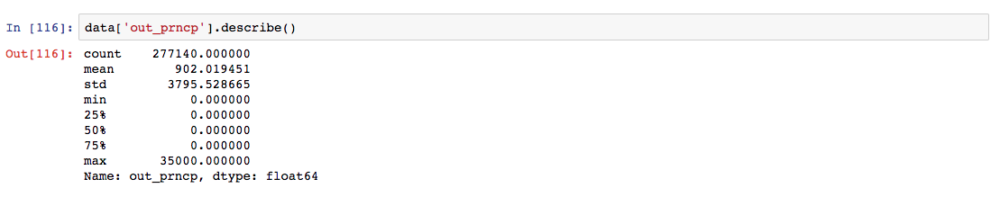 In [116]: data['out_prncp'].describe()
Out[116]: count    277140.000000
mean        902.019451
std        3795.528665
min           0.000000
25%           0.000000
50%           0.000000
75%           0.000000
max       35000.000000
Name: out_prncp, dtype: float64